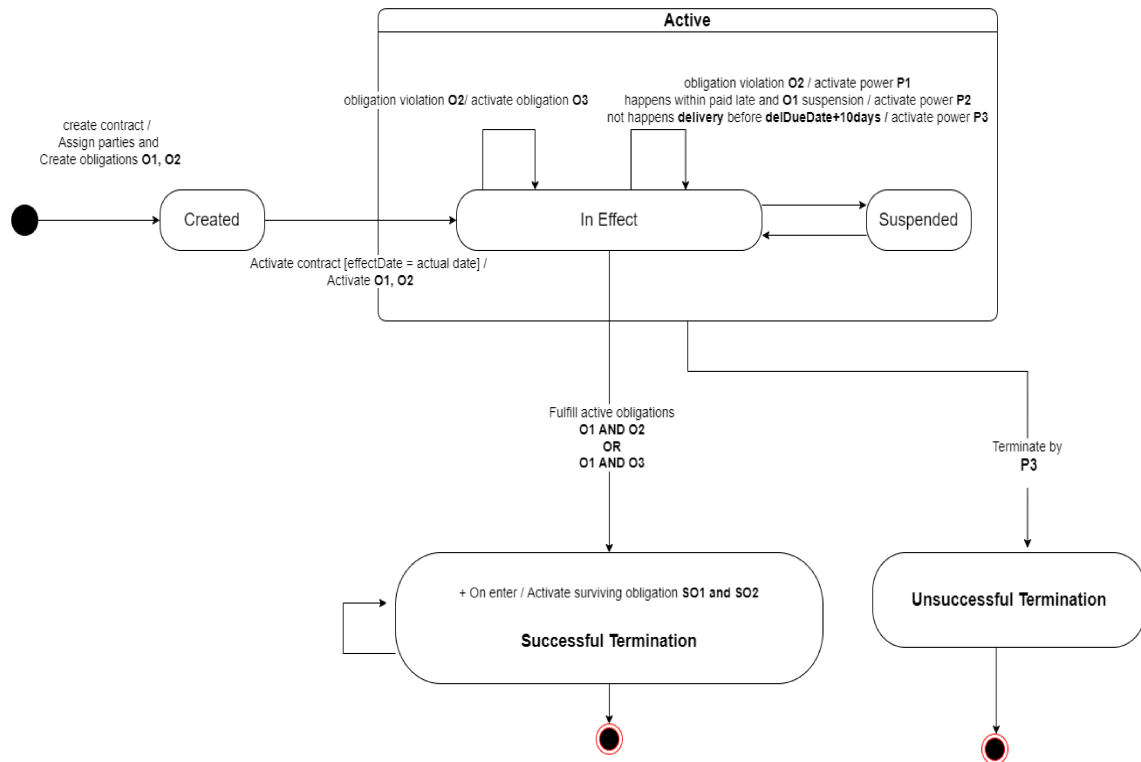 Active
obligation violation O2/ activate obligation O3
obligation violation O2 / activate power P1
happens within paid late and O1 suspension / activate power P2
not happens delivery before delDueDate+10days / activate power P3
create contract /
Assign parties and
Create obligations O1, O2
Created
In Effect
Suspended
Activate contract [effectDate = actual date] /
Activate O1, O2
Fulfill active obligations
O1 AND O2
OR
O1 AND O3
Terminate by
P3
+ On enter / Activate surviving obligation SO1 and SO2
Successful Termination
Unsuccessful Termination